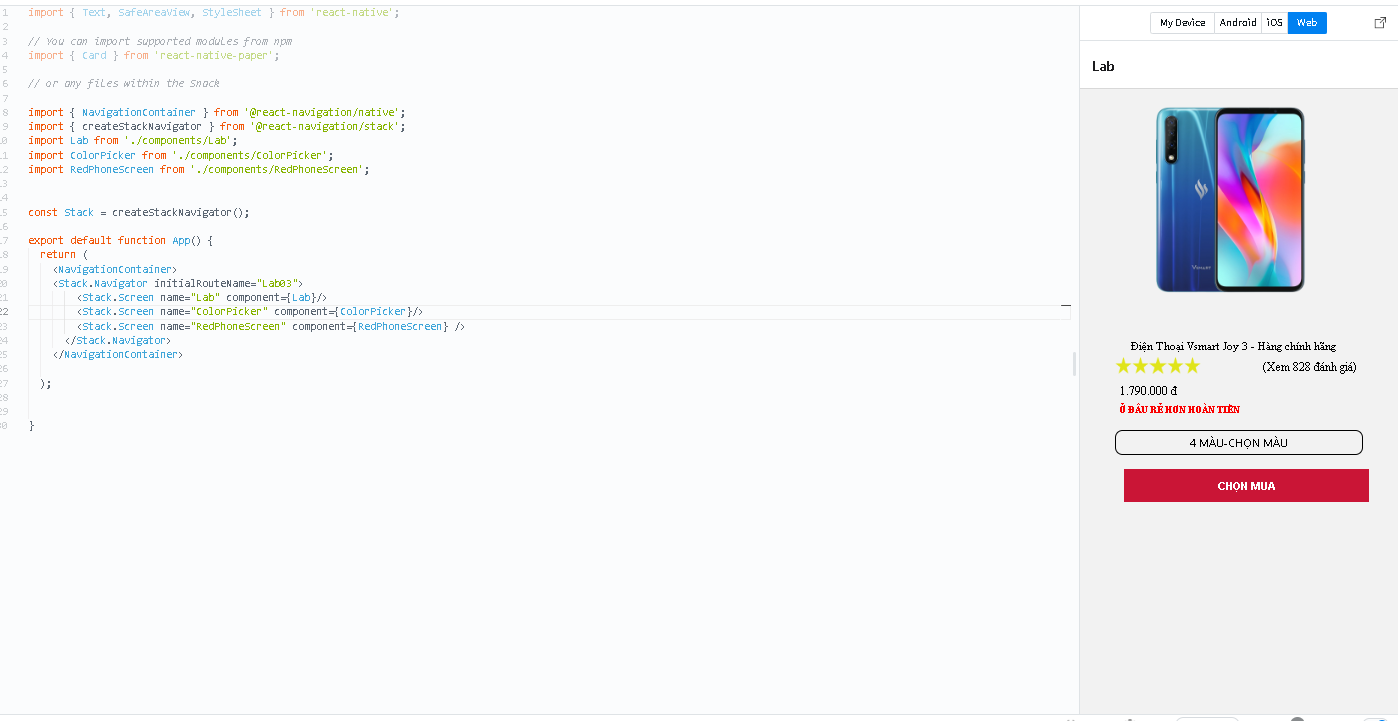 1 import { Text, SafeAreaView, StyleSheet } from 'react-native';
2
3 // You can import supported modules from npm
4 import { Card } from 'react-native-paper';
5
6 // or any files within the Snack
7
8 import { NavigationContainer } from '@react-navigation/native';
9 import { createStackNavigator } from '@react-navigation/stack';
10 import Lab from './components/Lab';
11 import ColorPicker from './components/ColorPicker';
12 import RedPhoneScreen from './components/RedPhoneScreen';
13
14
15 const Stack = createStackNavigator();
16
17 export default function App() {
18 return (
19 <NavigationContainer>
20 <Stack.Navigator initialRouteName="Lab03">
21 <Stack.Screen name="Lab" component={Lab}/>
22 <Stack.Screen name="ColorPicker" component={ColorPicker}/>
23 <Stack.Screen name="RedPhoneScreen" component={RedPhoneScreen} />
24 </Stack.Navigator>
25 </NavigationContainer>
26
27 );
28
29
30 }
My Device Android iOS Web
Lab
Vsmart
Điện Thoại Vsmart Joy 3 - Hàng chính hãng
(Xem 828 đánh giá)
1.790.000 đ
Ở ĐÂU RẺ HƠN HOÀN TIỀN
4 MÀU-CHỌN MÀU
CHỌN MUA